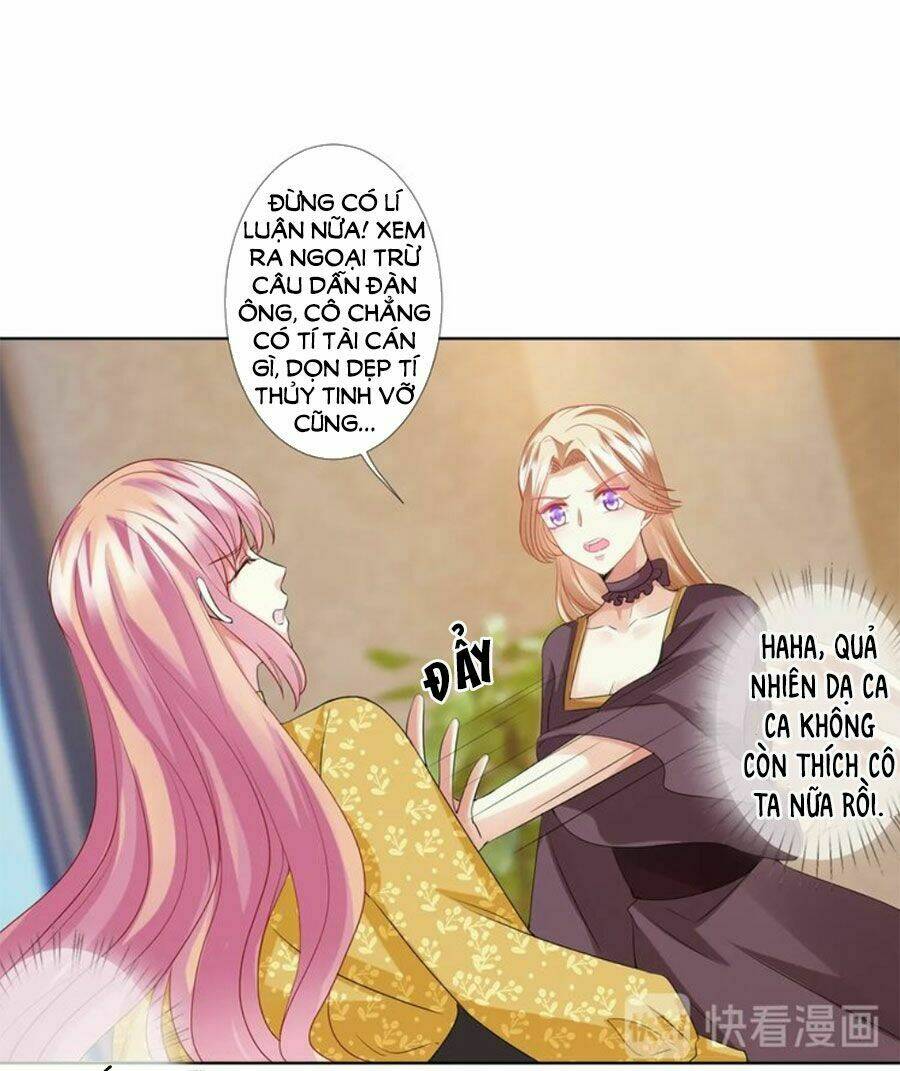 ĐỪNG CÓ LÍ
LUẬN NỮA! XEM
RA NGOẠI TRỪ
CÂU DẪN ĐÀN
ÔNG, CÔ CHẲNG
CÓ TÍ TÀI CÁN
GÌ, DỌN DẸP TÍ
THỦY TINH VỠ
CŨNG...
ĐẨY
HAHA, QUẢ
NHIÊN DẠ CA
CA KHÔNG
CÒN THÍCH CÔ
TA NỮA RỒI.
快看漫画